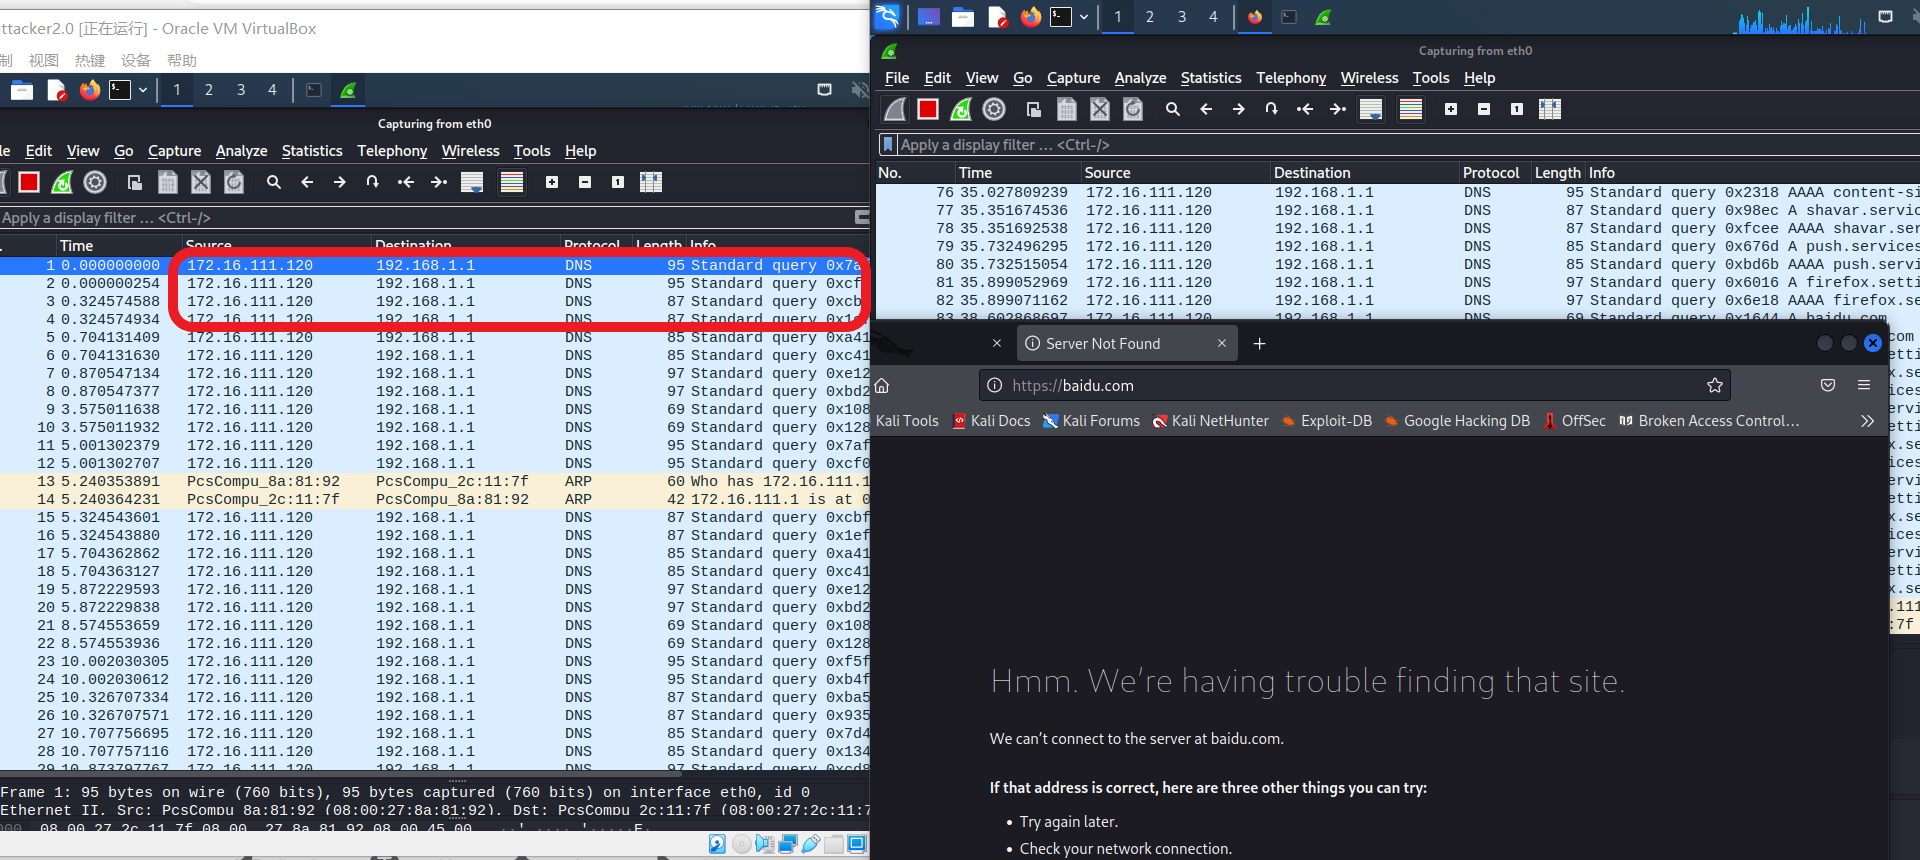 ttacker2.0 [正在运行] - Oracle VM VirtualBox
制 视图 热键 设备 帮助
1 2 3 4
Capturing from eth0
le Edit View Go Capture Analyze Statistics Telephony Wireless Tools Help
Apply a display filter … <Ctrl-/>
. Time Source Destination Protocol Length Info
1 0.000000000 172.16.111.120 192.168.1.1 DNS 95 Standard query 0x7a
2 0.000000254 172.16.111.120 192.168.1.1 DNS 95 Standard query 0xcf
3 0.324574588 172.16.111.120 192.168.1.1 DNS 87 Standard query 0xcb
4 0.324574934 172.16.111.120 192.168.1.1 DNS 87 Standard query 0x1e
5 0.704131409 172.16.111.120 192.168.1.1 DNS 85 Standard query 0xa41
6 0.704131630 172.16.111.120 192.168.1.1 DNS 85 Standard query 0xc41
7 0.870547134 172.16.111.120 192.168.1.1 DNS 97 Standard query 0xe12
8 0.870547377 172.16.111.120 192.168.1.1 DNS 97 Standard query 0xbd2
9 3.575011638 172.16.111.120 192.168.1.1 DNS 69 Standard query 0x108
10 3.575011932 172.16.111.120 192.168.1.1 DNS 69 Standard query 0x128
11 5.001302379 172.16.111.120 192.168.1.1 DNS 95 Standard query 0x7af
12 5.001302707 172.16.111.120 192.168.1.1 DNS 95 Standard query 0xcf0
13 5.240353891 PcsCompu_8a:81:92 PcsCompu_2c:11:7f ARP 60 Who has 172.16.111.1
14 5.240364231 PcsCompu_2c:11:7f PcsCompu_8a:81:92 ARP 42 172.16.111.1 is at 0
15 5.324543601 172.16.111.120 192.168.1.1 DNS 87 Standard query 0xcbf
16 5.324543880 172.16.111.120 192.168.1.1 DNS 87 Standard query 0x1ef
17 5.704362862 172.16.111.120 192.168.1.1 DNS 85 Standard query 0xa41
18 5.704363127 172.16.111.120 192.168.1.1 DNS 85 Standard query 0xc41
19 5.872229593 172.16.111.120 192.168.1.1 DNS 97 Standard query 0xe12
20 5.872229838 172.16.111.120 192.168.1.1 DNS 97 Standard query 0xbd2
21 8.574553659 172.16.111.120 192.168.1.1 DNS 69 Standard query 0x108
22 8.574553936 172.16.111.120 192.168.1.1 DNS 69 Standard query 0x128
23 10.002030305 172.16.111.120 192.168.1.1 DNS 95 Standard query 0xf5f
24 10.002030612 172.16.111.120 192.168.1.1 DNS 95 Standard query 0xb4f
25 10.326707334 172.16.111.120 192.168.1.1 DNS 87 Standard query 0xba5
26 10.326707571 172.16.111.120 192.168.1.1 DNS 87 Standard query 0x935
27 10.707756695 172.16.111.120 192.168.1.1 DNS 85 Standard query 0x7d4
28 10.707757116 172.16.111.120 192.168.1.1 DNS 85 Standard query 0x134
29 10.873797767 172.16.111.120 192.168.1.1 DNS 97 Standard query 0xcd8
Frame 1: 95 bytes on wire (760 bits), 95 bytes captured (760 bits) on interface eth0, id 0
Ethernet II, Src: PcsCompu_8a:81:92 (08:00:27:8a:81:92), Dst: PcsCompu_2c:11:7f (08:00:27:2c:11:7
08 00 27 2c 11 7f 08 00 27 8a 81 92 08 00 45 00
1 2 3 4
Capturing from eth0
File Edit View Go Capture Analyze Statistics Telephony Wireless Tools Help
Apply a display filter … <Ctrl-/>
No. Time Source Destination Protocol Length Info
76 35.027809239 172.16.111.120 192.168.1.1 DNS 95 Standard query 0x2318 AAAA content-si
77 35.351674536 172.16.111.120 192.168.1.1 DNS 87 Standard query 0x98ec A shavar.servic
78 35.351692538 172.16.111.120 192.168.1.1 DNS 87 Standard query 0xfcee AAAA shavar.se
79 35.732496295 172.16.111.120 192.168.1.1 DNS 85 Standard query 0x676d A push.services
80 35.732515054 172.16.111.120 192.168.1.1 DNS 85 Standard query 0xbd6b AAAA push.servi
81 35.899052969 172.16.111.120 192.168.1.1 DNS 97 Standard query 0x6016 A firefox.setti
82 35.899071162 172.16.111.120 192.168.1.1 DNS 97 Standard query 0x6e18 AAAA firefox.se
83 38.602868697 172.16.111.120 192.168.1.1 DNS 69 Standard query 0x1644 A baidu.com
Server Not Found
https://baidu.com
Kali Tools Kali Docs Kali Forums Kali NetHunter Exploit-DB Google Hacking DB OffSec Broken Access Control…
Hmm. We’re having trouble finding that site.
We can’t connect to the server at baidu.com.
If that address is correct, here are three other things you can try:
• Try again later.
• Check your network connection.